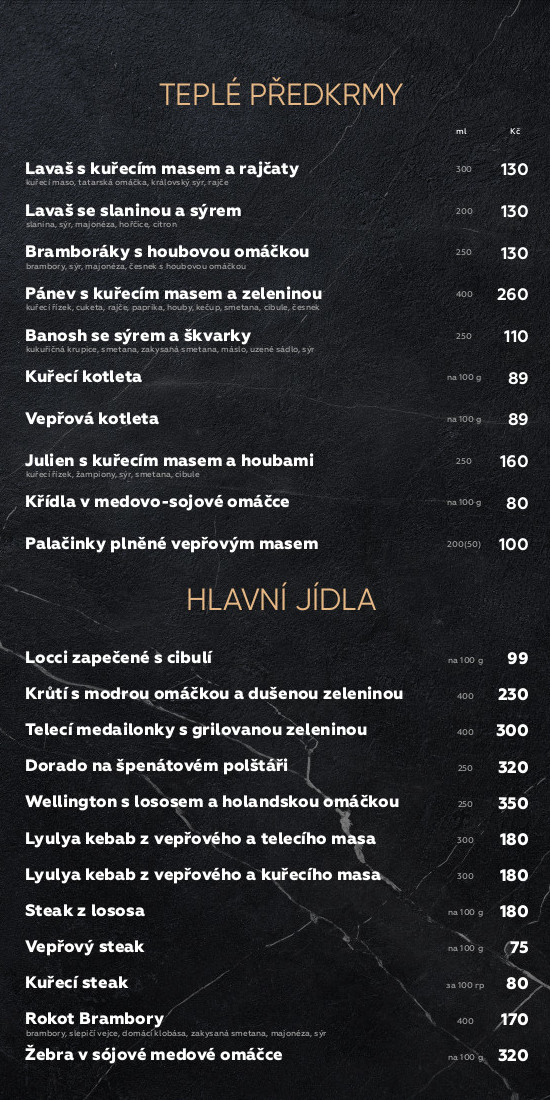 TEPLÉ PŘEDKRMY
ml Kč
Lavaš s kuřecím masem a rajčaty 300 130
kuřecí maso, tatarská omáčka, královský sýr, rajče
Lavaš se slaninou a sýrem 200 130
slanina, sýr, majonéza, hořčice, citron
Bramboráky s houbovou omáčkou 250 130
brambory, sýr, majonéza, česnek s houbovou omáčkou
Pánev s kuřecím masem a zeleninou 400 260
kuřecí řízek, cuketa, rajče, paprika, houby, kečup, smetana, cibule, česnek
Banosh se sýrem a škvarky 250 110
kukuřičná krupice, smetana, zakysaná smetana, máslo, uzené sádlo, sýr
Kuřecí kotleta na 100 g 89
Vepřová kotleta na 100 g 89
Julien s kuřecím masem a houbami 250 160
kuřecí řízek, žampiony, sýr, smetana, cibule
Křídla v medovo-sojové omáčce na 100 g 80
Palačinky plněné vepřovým masem 200(50) 100
HLAVNÍ JÍDLA
Locci zapečené s cibulí na 100 g 99
Krůtí s modrou omáčkou a dušenou zeleninou 400 230
Telecí medailonky s grilovanou zeleninou 400 300
Dorado na špenátovém polštáři 250 320
Wellington s lososem a holandskou omáčkou 250 350
Lyulya kebab z vepřového a telecího masa 300 180
Lyulya kebab z vepřového a kuřecího masa 300 180
Steak z lososa na 100 g 180
Vepřový steak na 100 g 75
Kuřecí steak за 100 гр 80
Rokot Brambory 400 170
brambory, slepičí vejce, domácí klobása, zakysaná smetana, majonéza, sýr
Žebra v sójové medové omáčce na 100 g 320